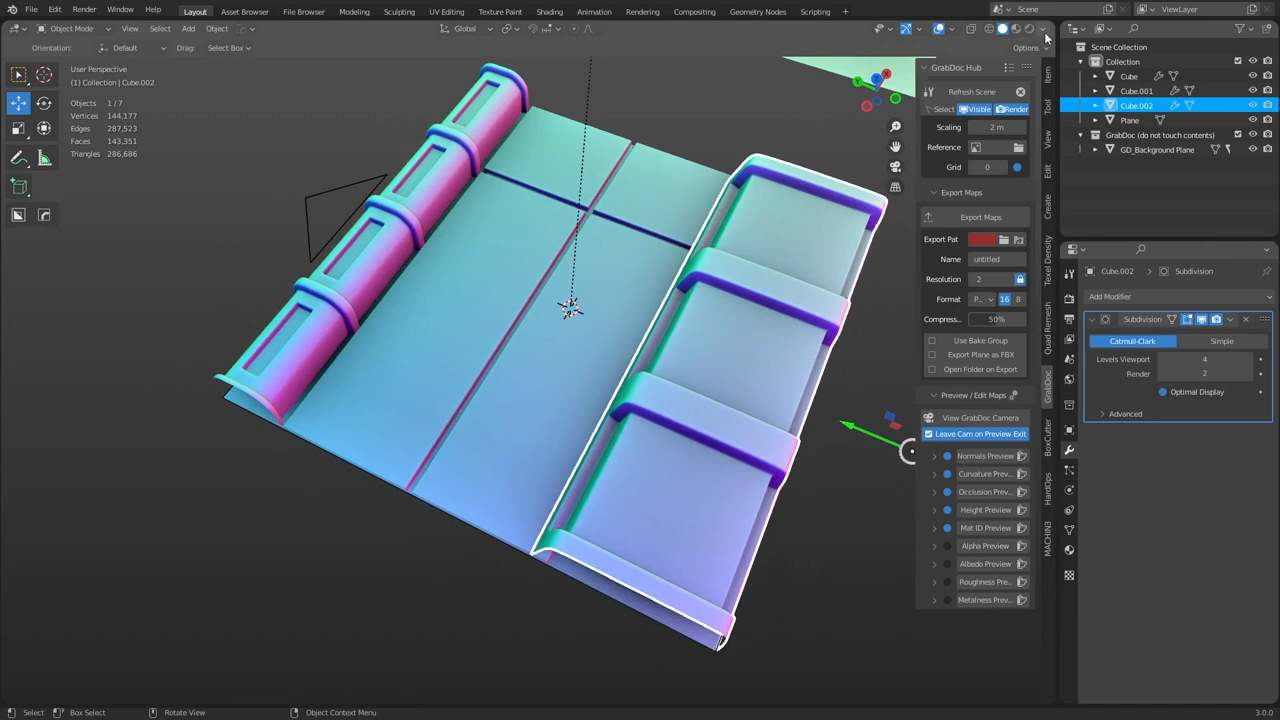 File Edit Render Window Help Layout Asset Browser File Browser Modeling Sculpting UV Editing Texture Paint Shading Animation Rendering Compositing Geometry Nodes Scripting + Scene ViewLayer
Object Mode View Select Add Object Global
Orientation: Default Drag: Select Box Options
User Perspective
(1) Collection | Cube.002
Objects 1 / 7
Vertices 144,177
Edges 287,523
Faces 143,351
Triangles 286,686
GrabDoc Hub
Refresh Scene
Select Visible Render
Scaling 2 m
Reference
Grid 0
Export Maps
Export Maps
Export Pat
Name untitled
Resolution 2
Format P... 16 8
Compress... 50%
Use Bake Group
Export Plane as FBX
Open Folder on Export
Preview / Edit Maps
View GrabDoc Camera
Leave Cam on Preview Exit
Normals Preview
Curvature Prev...
Occlusion Prev...
Height Preview
Mat ID Preview
Alpha Preview
Albedo Preview
Roughness Pre...
Metalness Prev...
Item
Tool
View
Edit
Create
Texel Density
Quad Remesh
GrabDoc
BoxCutter
HardOps
MACHIN3
Scene Collection
Collection
Cube
Cube.001
Cube.002
Plane
GrabDoc (do not touch contents)
GD_Background Plane
Cube.002 Subdivision
Add Modifier
Subdivision
Catmull-Clark Simple
Levels Viewport 4
Render 2
Optimal Display
Advanced
Select Box Select Rotate View Object Context Menu 3.0.0